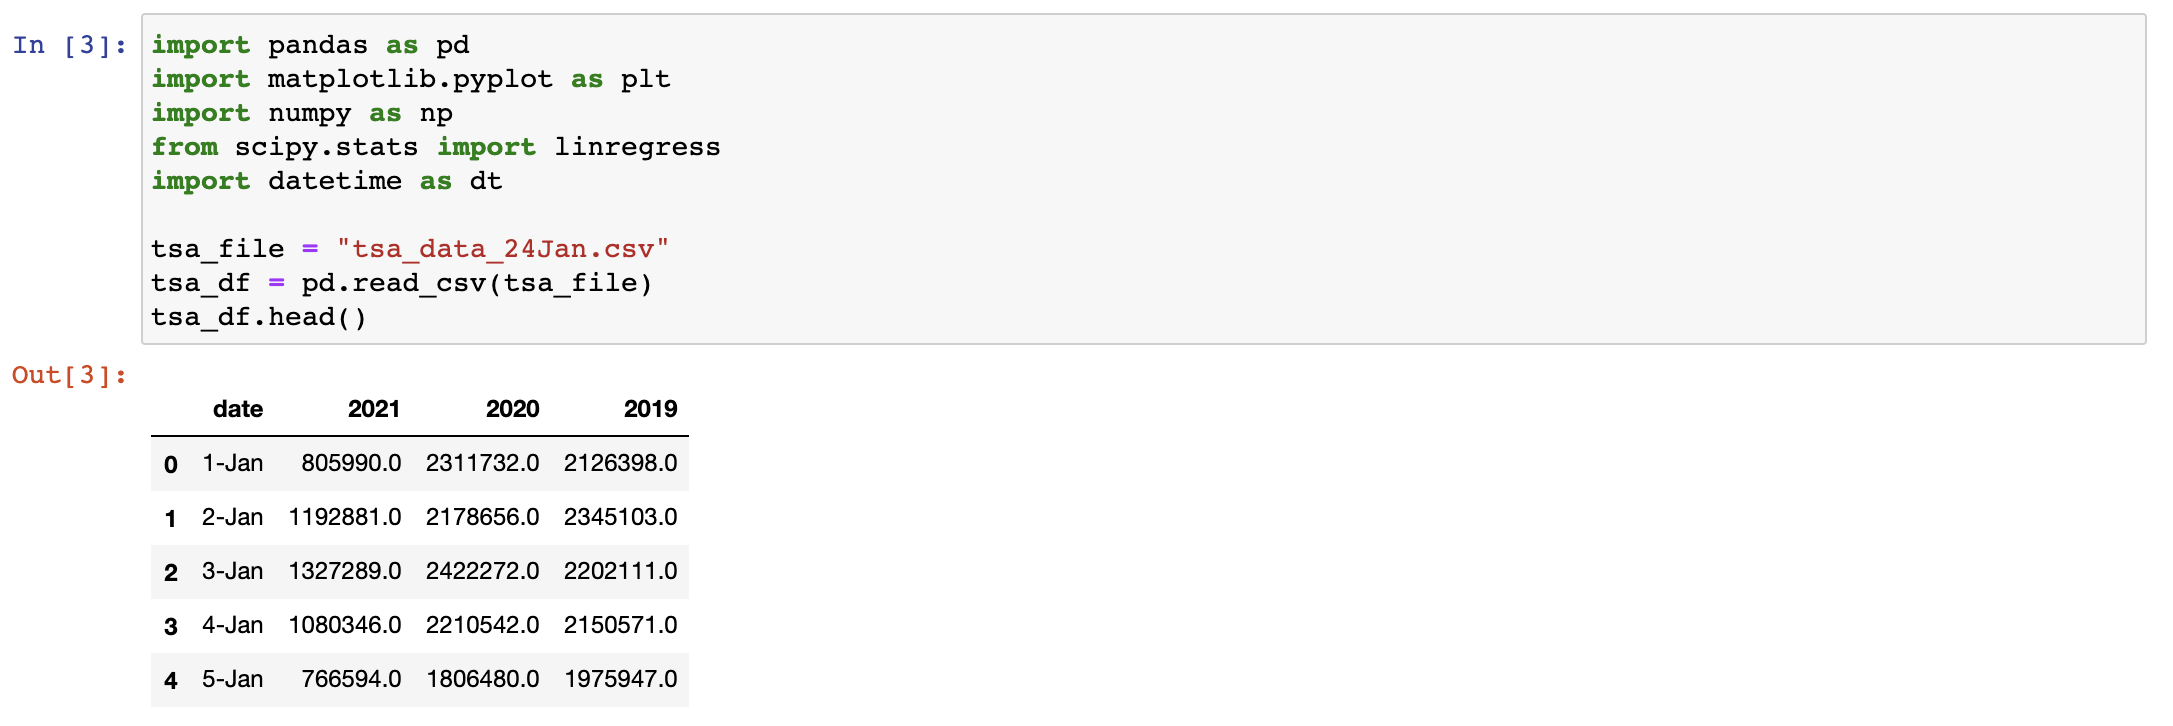 In [3]: import pandas as pd
import matplotlib.pyplot as plt
import numpy as np
from scipy.stats import linregress
import datetime as dt
tsa_file = "tsa_data_24Jan.csv"
tsa_df = pd.read_csv(tsa_file)
tsa_df.head()
Out[3]:
date 2021 2020 2019
0 1-Jan 805990.0 2311732.0 2126398.0
1 2-Jan 1192881.0 2178656.0 2345103.0
2 3-Jan 1327289.0 2422272.0 2202111.0
3 4-Jan 1080346.0 2210542.0 2150571.0
4 5-Jan 766594.0 1806480.0 1975947.0